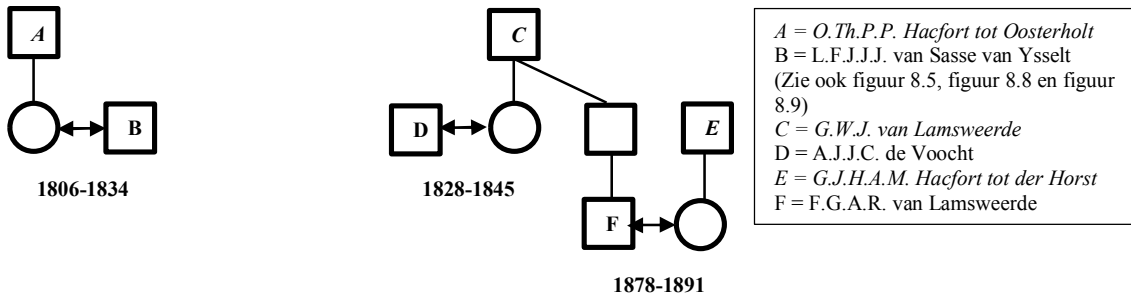 A
B
1806-1834
C
D
E
1828-1845
F
1878-1891
A = O.Th.P.P. Hacfort tot Oosterholt
B = L.F.J.J.J. van Sasse van Ysselt
(Zie ook figuur 8.5, figuur 8.8 en figuur
8.9)
C = G.W.J. van Lamsweerde
D = A.J.J.C. de Voocht
E = G.J.H.A.M. Hacfort tot der Horst
F = F.G.A.R. van Lamsweerde